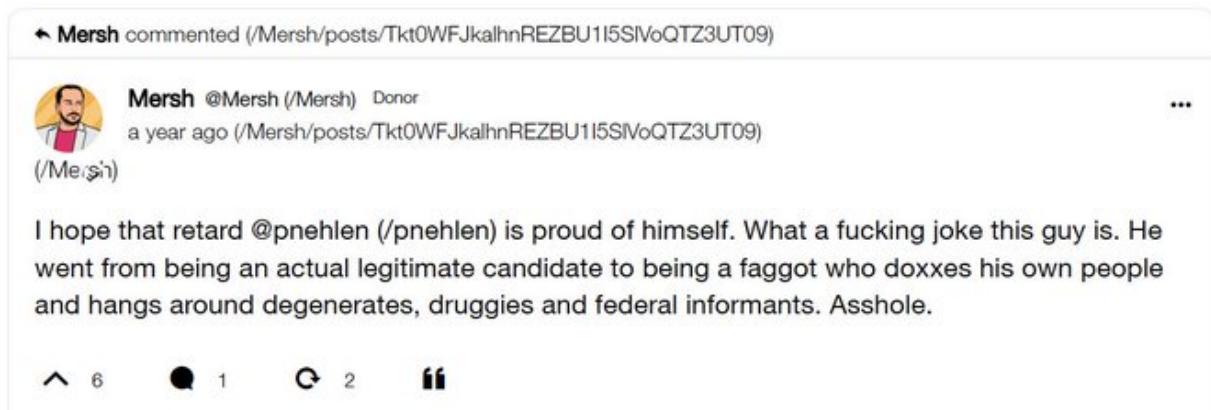 Mersh commented (/Mersh/posts/Tkt0WFJkalhnREZBU1I5SlVoQTZ3UT09)
Mersh @Mersh (/Mersh) Donor
a year ago (/Mersh/posts/Tkt0WFJkalhnREZBU1I5SlVoQTZ3UT09)
(/Mersh)
I hope that retard @pnehlen (/pnehlen) is proud of himself. What a fucking joke this guy is. He
went from being an actual legitimate candidate to being a faggot who doxxes his own people
and hangs around degenerates, druggies and federal informants. Asshole.
6 1 2